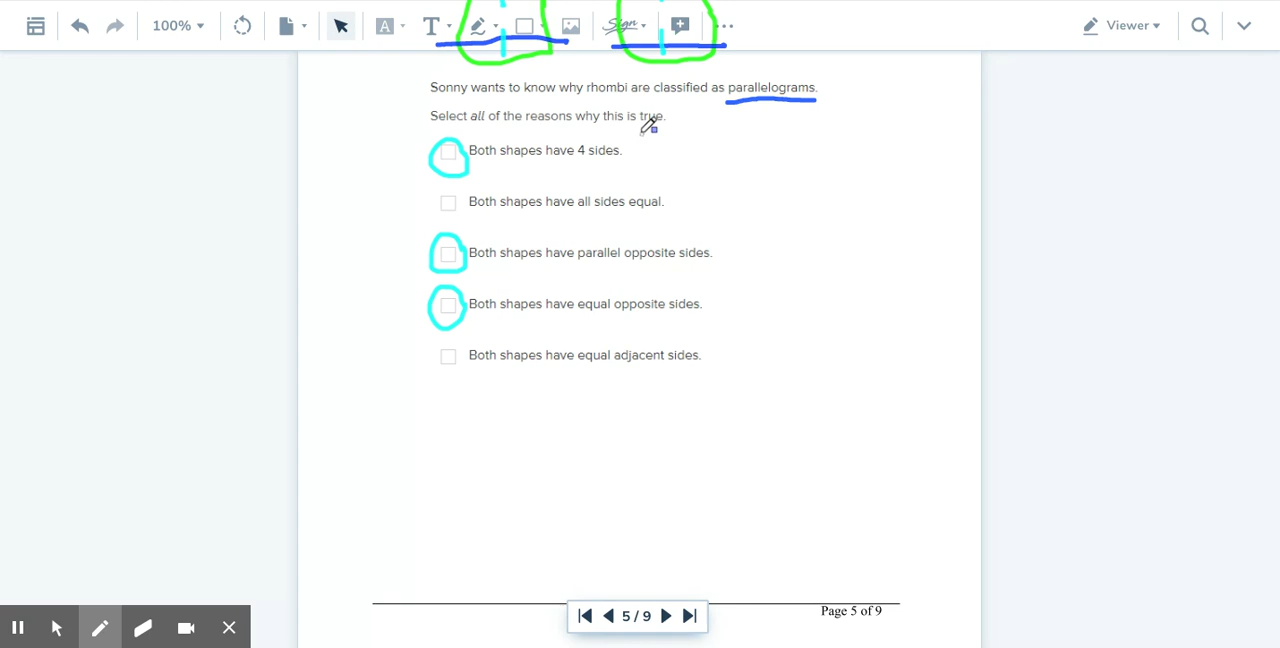 100%
A
T
Sign
Viewer
Sonny wants to know why rhombi are classified as parallelograms.
Select all of the reasons why this is true.
Both shapes have 4 sides.
Both shapes have all sides equal.
Both shapes have parallel opposite sides.
Both shapes have equal opposite sides.
Both shapes have equal adjacent sides.
5 / 9
Page 5 of 9